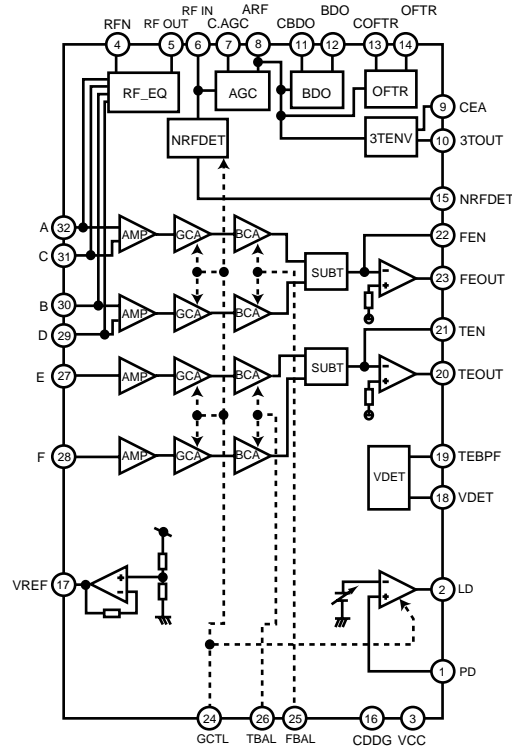 RFN RF OUT RF IN C.AGC ARF CBDO BDO COFTR OFTR
4 5 6 7 8 11 12 13 14
RF_EQ AGC BDO OFTR
9 CEA
NRFDET 3TENV
10 3TOUT
15 NRFDET
A 32 AMP GCA BCA
22 FEN
C 31
SUBT
23 FEOUT
B 30 AMP GCA BCA
D 29
21 TEN
E 27 AMP GCA BCA
SUBT
20 TEOUT
F 28 AMP GCA BCA
19 TEBPF
VDET
18 VDET
VREF 17
2 LD
1 PD
24 26 25 16 3
GCTL TBAL FBAL CDDG VCC